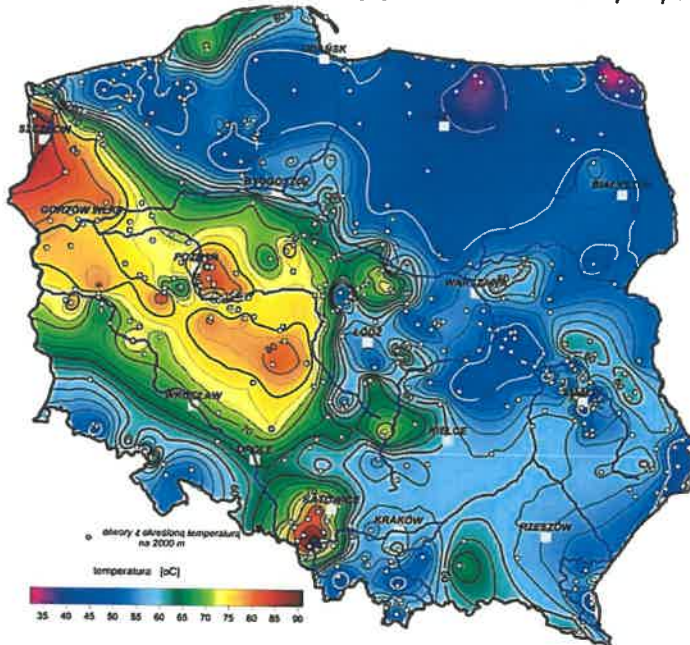 GDAŃSK
SZCZECIN
BYDGOSZCZ
BIAŁYSTOK
GORZÓW WLKP.
POZNAŃ
WARSZAWA
ŁÓDŹ
WROCŁAW
LUBLIN
KIELCE
OPOLE
KATOWICE
KRAKÓW
RZESZÓW
otwory z określoną temperaturą
na 2000 m
temperatura [oC]
35 40 45 50 55 60 65 70 75 80 85 90